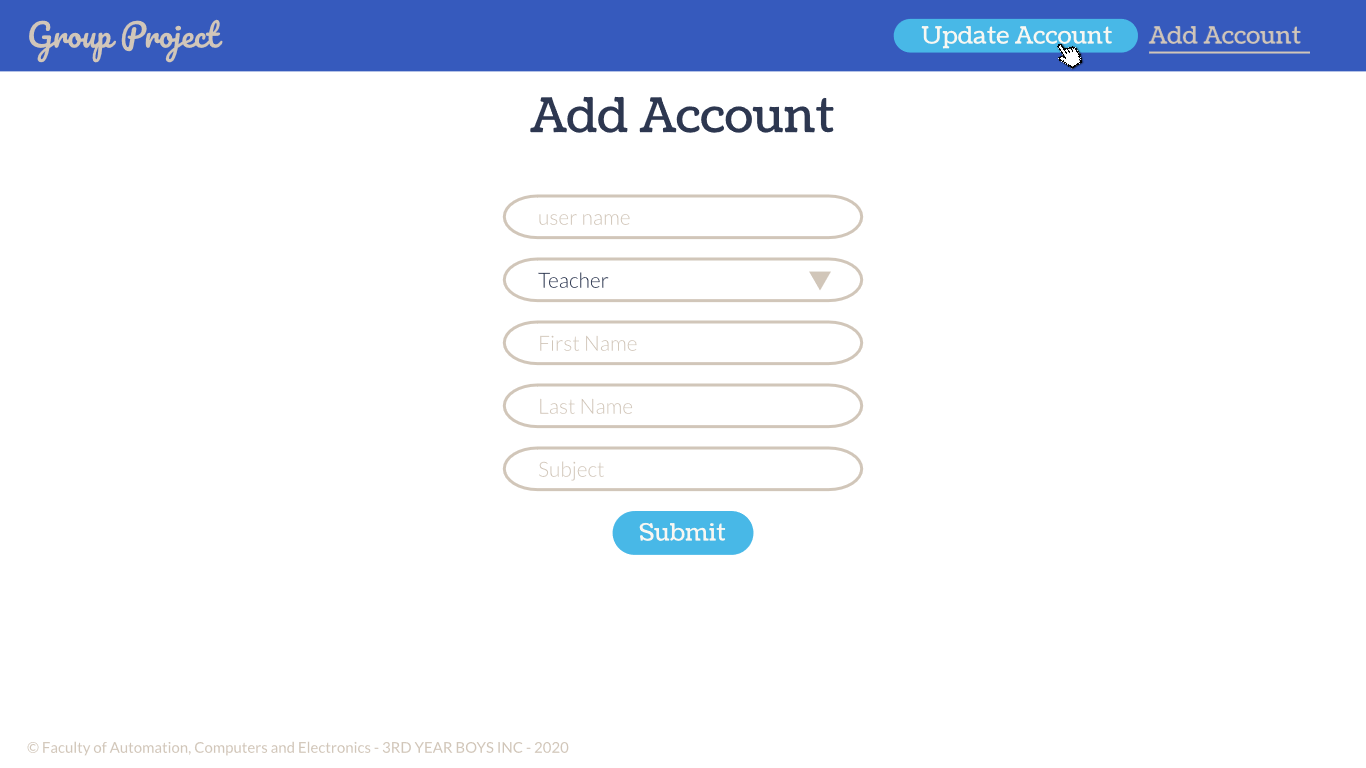 Group Project
Update Account
Add Account
Add Account
user name
Teacher
First Name
Last Name
Subject
Submit
© Faculty of Automation, Computers and Electronics - 3RD YEAR BOYS INC - 2020